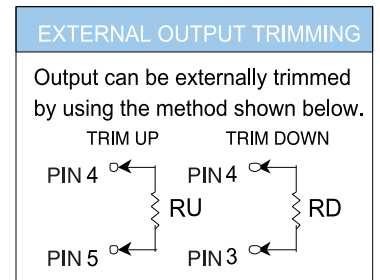 EXTERNAL OUTPUT TRIMMING
Output can be externally trimmed
by using the method shown below.
TRIM UP TRIM DOWN
PIN 4 PIN 4
RU RD
PIN 5 PIN 3